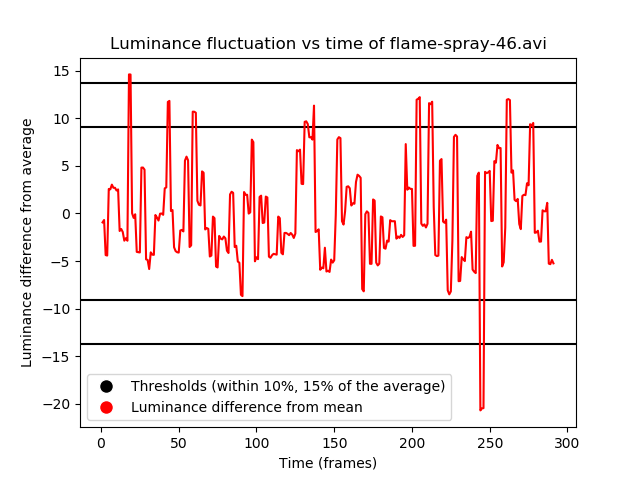 Luminance fluctuation vs time of flame-spray-46.avi
Luminance difference from average
15
10
5
0
−5
−10
−15
−20
Thresholds (within 10%, 15% of the average)
Luminance difference from mean
0 50 100 150 200 250 300
Time (frames)